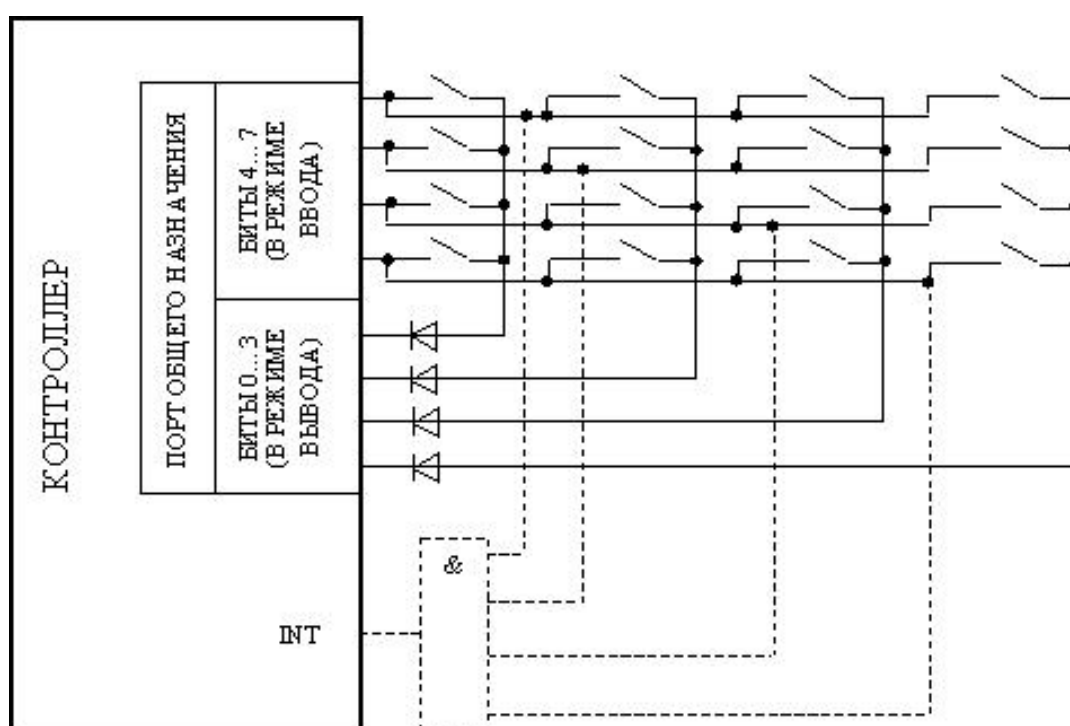 КОНТРОЛЛЕР
ПОРТ ОБЩЕГО НАЗНАЧЕНИЯ
БИТЫ 4...7
(В РЕЖИМЕ
ВВОДА)
БИТЫ 0...3
(В РЕЖИМЕ
ВЫВОДА)
&
INT